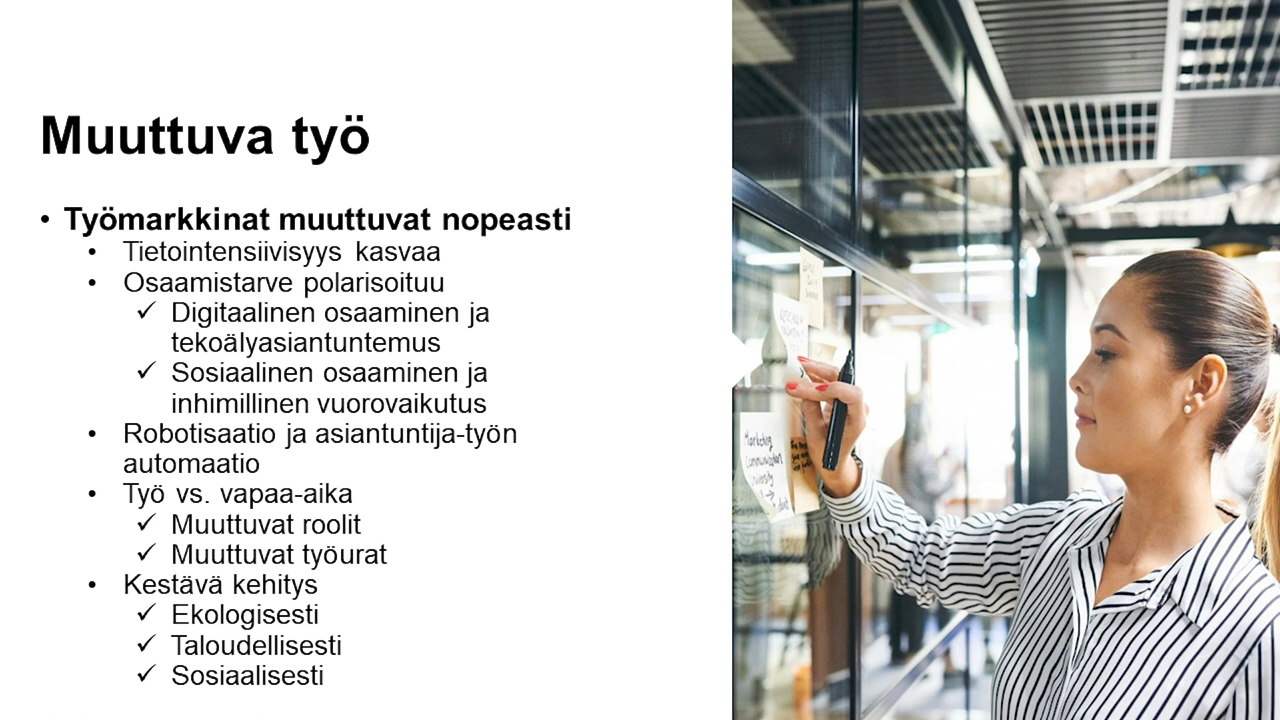 Muuttuva työ
• Työmarkkinat muuttuvat nopeasti
• Tietointensiivisyys kasvaa
• Osaamistarve polarisoituu
✓ Digitaalinen osaaminen ja
tekoälyasiantuntemus
✓ Sosiaalinen osaaminen ja
inhimillinen vuorovaikutus
• Robotisaatio ja asiantuntija-työn
automaatio
• Työ vs. vapaa-aika
✓ Muuttuvat roolit
✓ Muuttuvat työurat
• Kestävä kehitys
✓ Ekologisesti
✓ Taloudellisesti
✓ Sosiaalisesti
Marketing